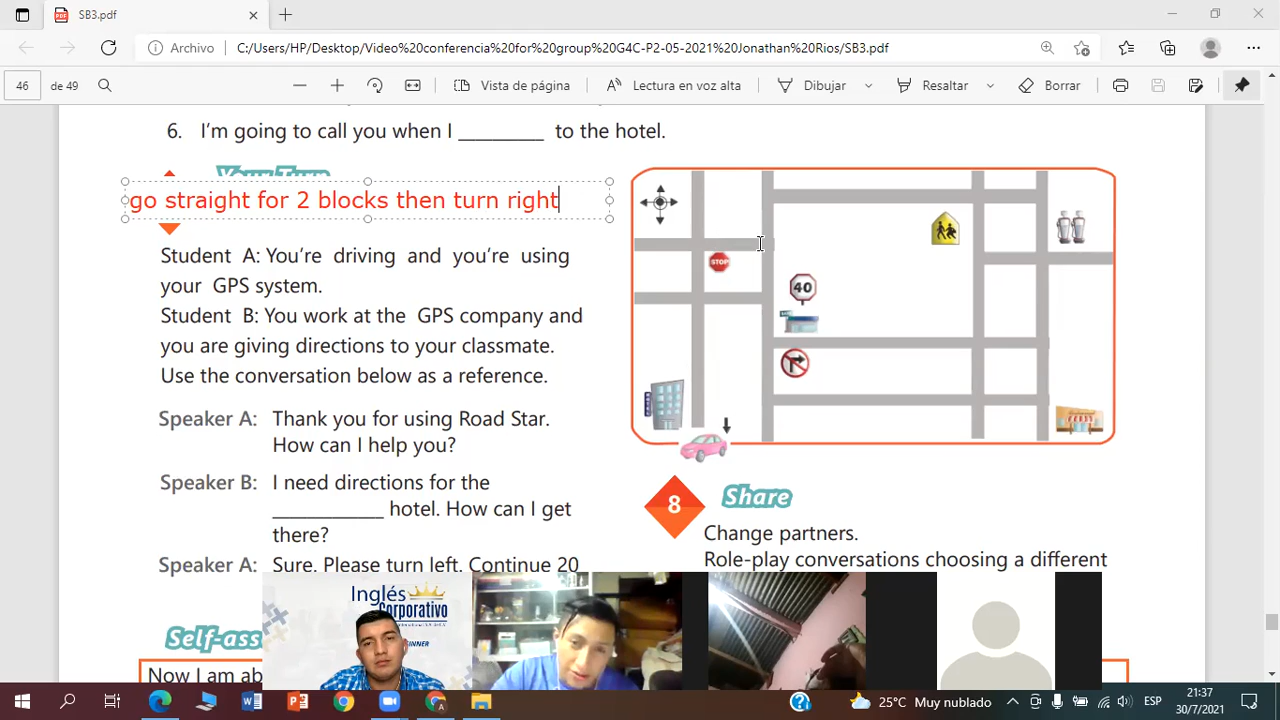 SB3.pdf
Archivo
C:/Users/HP/Desktop/Video%20conferencia%20for%20group%20G4C-P2-05-2021%20Jonathan%20Rios/SB3.pdf
46
de 49
Vista de página
Lectura en voz alta
Dibujar
Resaltar
Borrar
6. I'm going to call you when I __________ to the hotel.
Your Turn
go straight for 2 blocks then turn right
Student A: You're driving and you're using
your GPS system.
Student B: You work at the GPS company and
you are giving directions to your classmate.
Use the conversation below as a reference.
Speaker A: Thank you for using Road Star.
How can I help you?
Speaker B: I need directions for the
_____________ hotel. How can I get
there?
Speaker A: Sure. Please turn left. Continue 20
STOP
40
8
Share
Change partners.
Role-play conversations choosing a different
Self-ass
Now I am ab
Inglés
Corporativo
25°C Muy nublado
ESP
21:37
30/7/2021